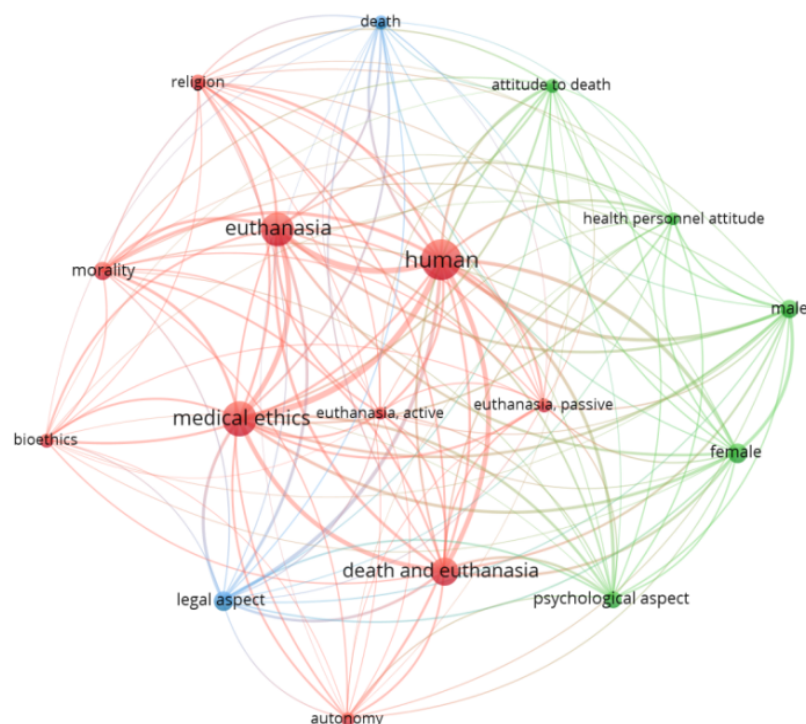 death
religion
attitude to death
health personnel attitude
euthanasia
human
morality
male
euthanasia, passive
medical ethics
euthanasia, active
bioethics
female
death and euthanasia
legal aspect
psychological aspect
autonomy